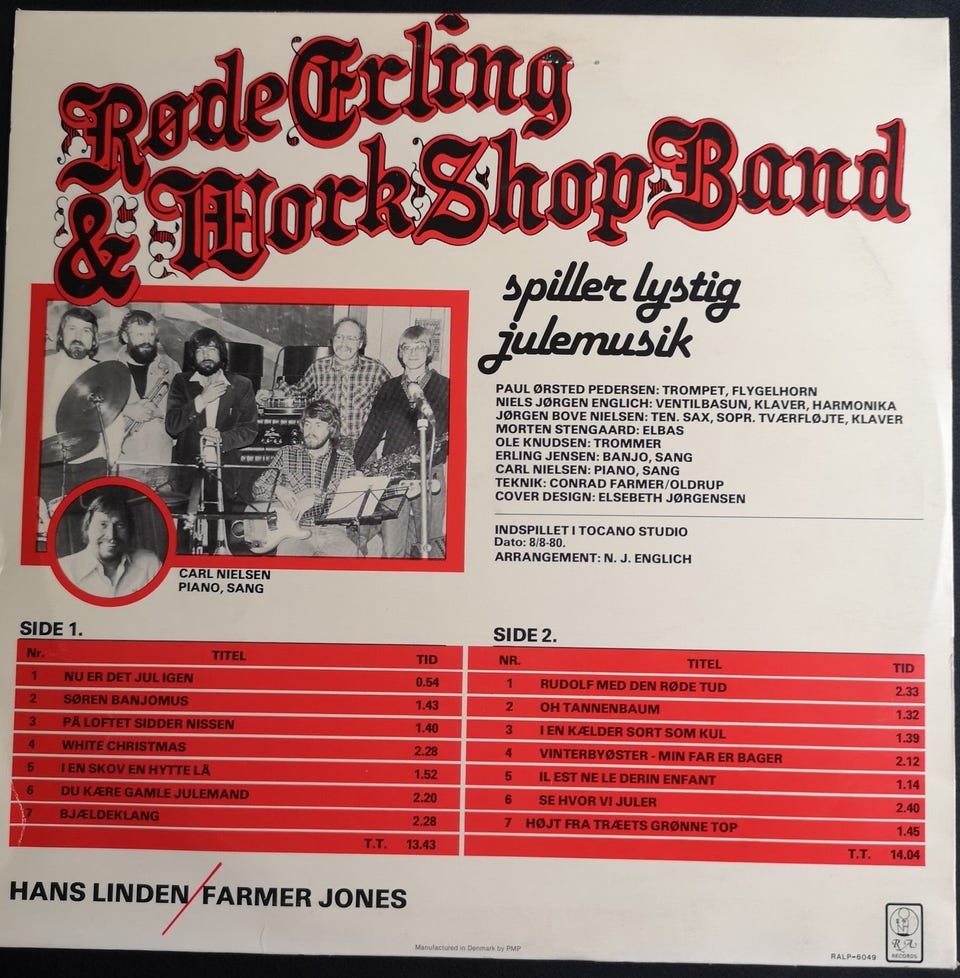 Røde Erling
& WorkShop Band
spiller lystig
julemusik
PAUL ØRSTED PEDERSEN: TROMPET, FLYGELHORN
NIELS JØRGEN ENGLICH: VENTILBASUN, KLAVER, HARMONIKA
JØRGEN BOVE NIELSEN: TEN. SAX, SOPR. TVÆRFLØJTE, KLAVER
MORTEN STENGAARD: ELBAS
OLE KNUDSEN: TROMMER
ERLING JENSEN: BANJO, SANG
CARL NIELSEN: PIANO, SANG
TEKNIK: CONRAD FARMER/OLDRUP
COVER DESIGN: ELSEBETH JØRGENSEN
INDSPILLET I TOCANO STUDIO
Dato: 8/8-80.
ARRANGEMENT: N. J. ENGLICH
CARL NIELSEN
PIANO, SANG
SIDE 1.
Nr. TITEL TID
1 NU ER DET JUL IGEN 0.54
2 SØREN BANJOMUS 1.43
3 PÅ LOFTET SIDDER NISSEN 1.40
4 WHITE CHRISTMAS 2.28
5 I EN SKOV EN HYTTE LÅ 1.52
6 DU KÆRE GAMLE JULEMAND 2.20
7 BJÆLDEKLANG 2.28
T.T. 13.43
SIDE 2.
NR. TITEL TID
1 RUDOLF MED DEN RØDE TUD 2.33
2 OH TANNENBAUM 1.32
3 I EN KÆLDER SORT SOM KUL 1.39
4 VINTERBYØSTER - MIN FAR ER BAGER 2.12
5 IL EST NE LE DERIN ENFANT 1.14
6 SE HVOR VI JULER 2.40
7 HØJT FRA TRÆETS GRØNNE TOP 1.45
T.T. 14.04
HANS LINDEN/FARMER JONES
Manufactured in Denmark by PMP
RALP-6049
RA
RECORDS